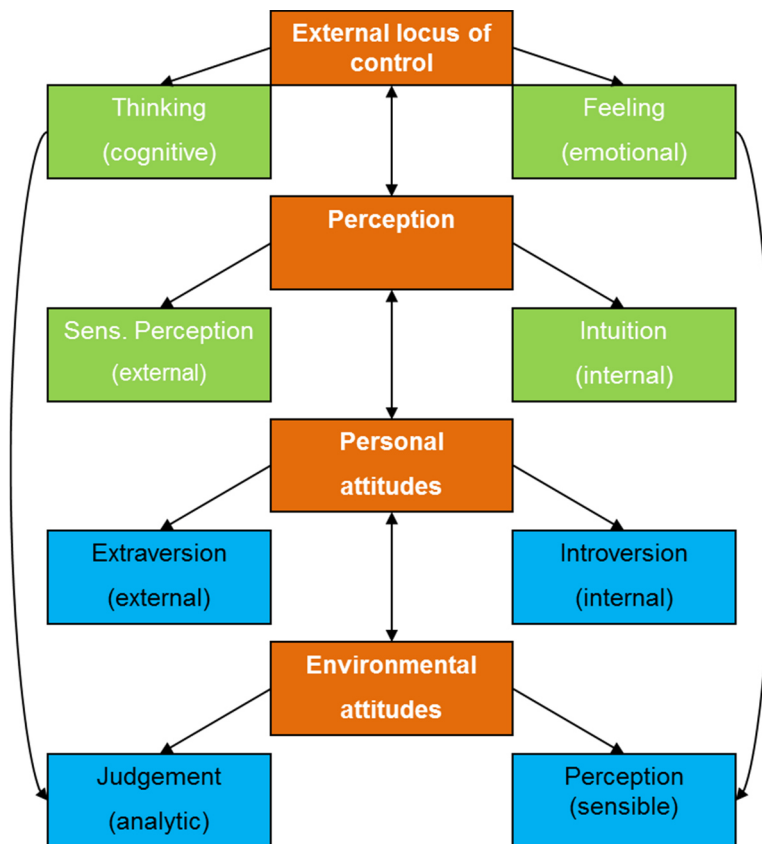 External locus of
control
Thinking
(cognitive)
Feeling
(emotional)
Perception
Sens. Perception
(external)
Intuition
(internal)
Personal
attitudes
Extraversion
(external)
Introversion
(internal)
Environmental
attitudes
Judgement
(analytic)
Perception
(sensible)